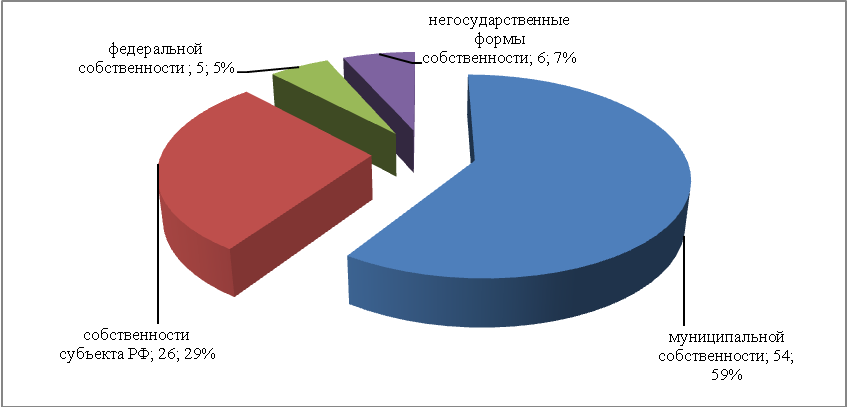 негосударственные
формы
собственности; 6; 7%
федеральной
собственности ; 5; 5%
собственности
субъекта РФ; 26; 29%
муниципальной
собственности; 54;
59%